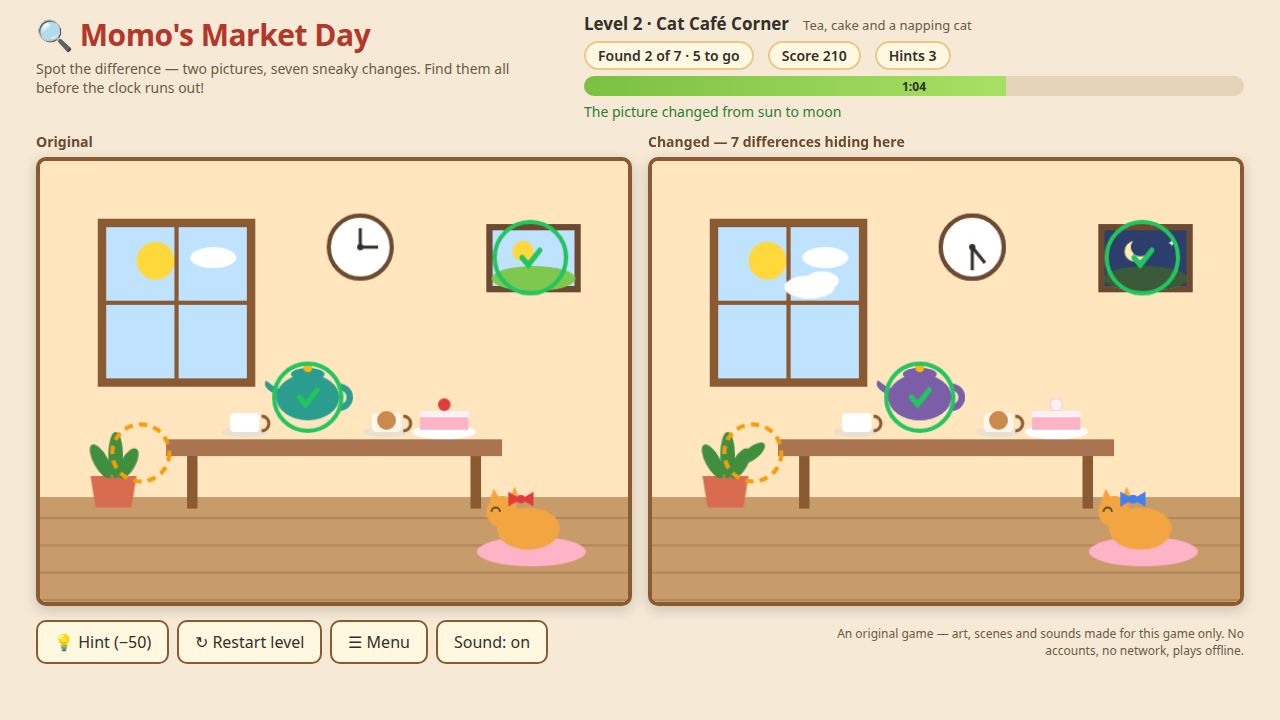 🔍 Momo's Market Day
Spot the difference — two pictures, seven sneaky changes. Find them all
before the clock runs out!
Level 2 · Cat Café Corner Tea, cake and a napping cat
Found 2 of 7 · 5 to go Score 210 Hints 3
1:04
The picture changed from sun to moon
Original
Changed — 7 differences hiding here
💡 Hint (−50) ↻ Restart level ☰ Menu Sound: on
An original game — art, scenes and sounds made for this game only. No
accounts, no network, plays offline.